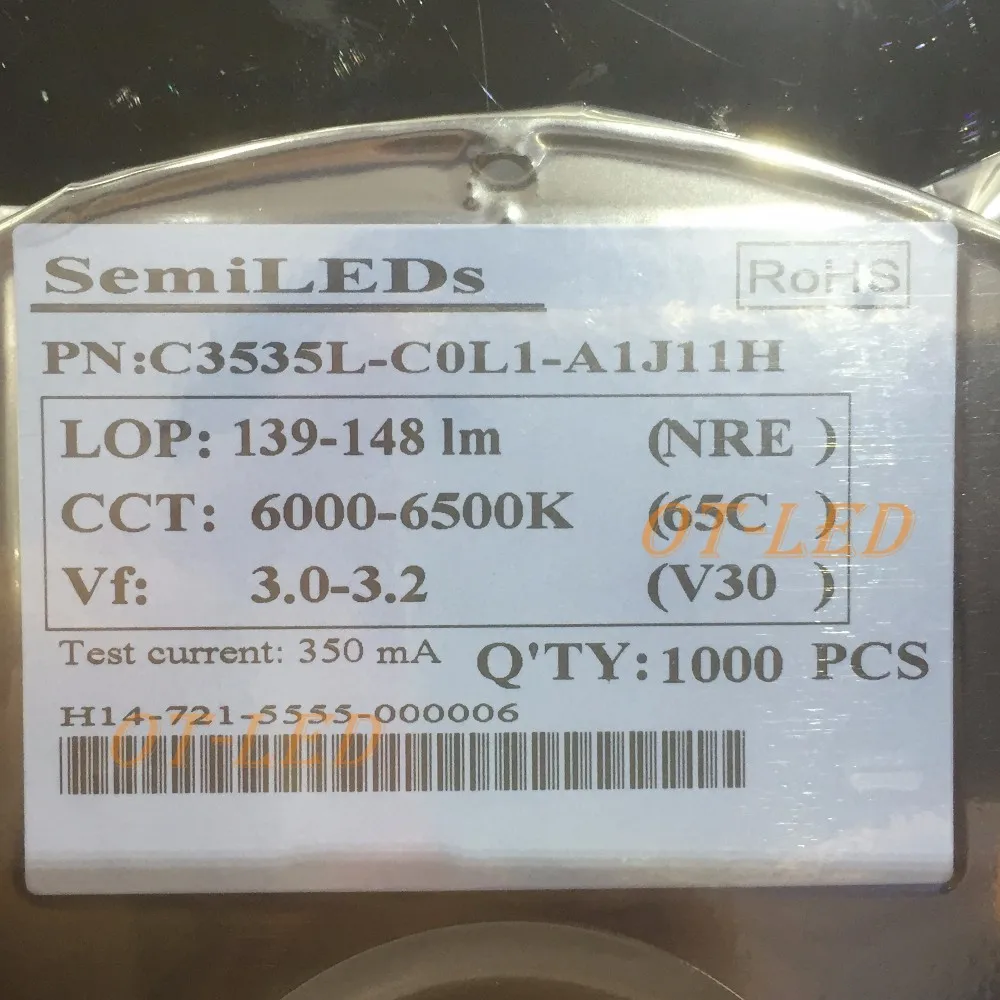 SemiLEDs
RoHS
PN:C3535L-C0L1-A1J11H
LOP: 139-148 lm (NRE )
CCT: 6000-6500K (65C )
OT-LED
Vf: 3.0-3.2 (V30 )
Test current: 350 mA Q'TY: 1000 PCS
H14-721-5555-000006
OT-LED